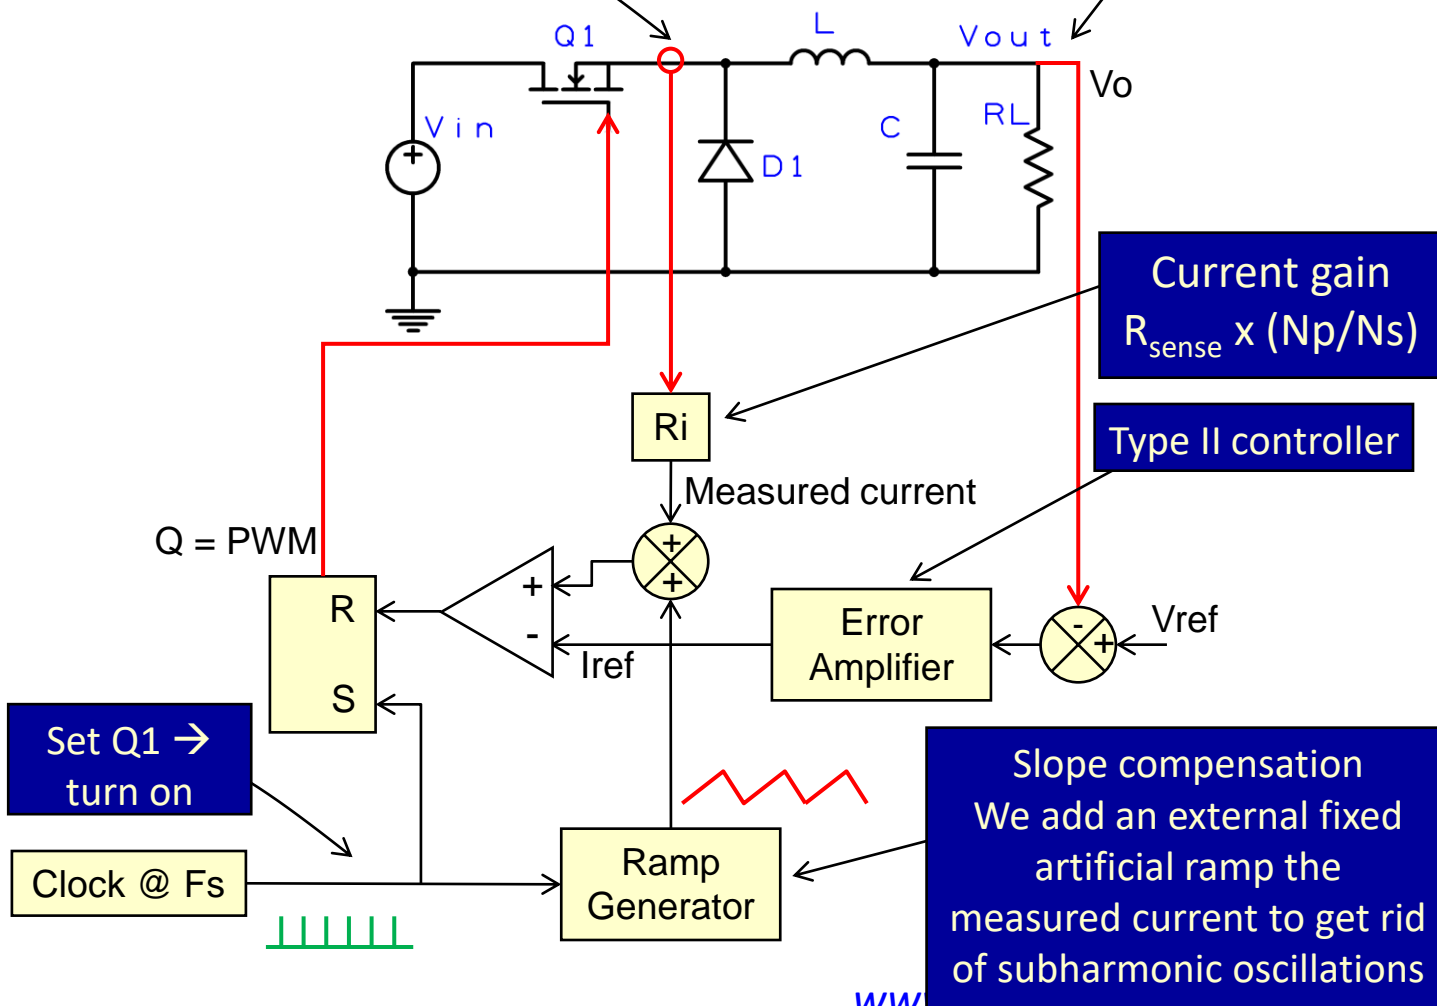 Q1
L
Vout
Vo
Vin
D1
C
RL
Current gain
R_sense x (Np/Ns)
Ri
Type II controller
Measured current
Q = PWM
+
+
+
-
R
S
Iref
Error
Amplifier
-
+
Vref
Set Q1 →
turn on
Slope compensation
We add an external fixed
artificial ramp the
measured current to get rid
of subharmonic oscillations
Clock @ Fs
Ramp
Generator